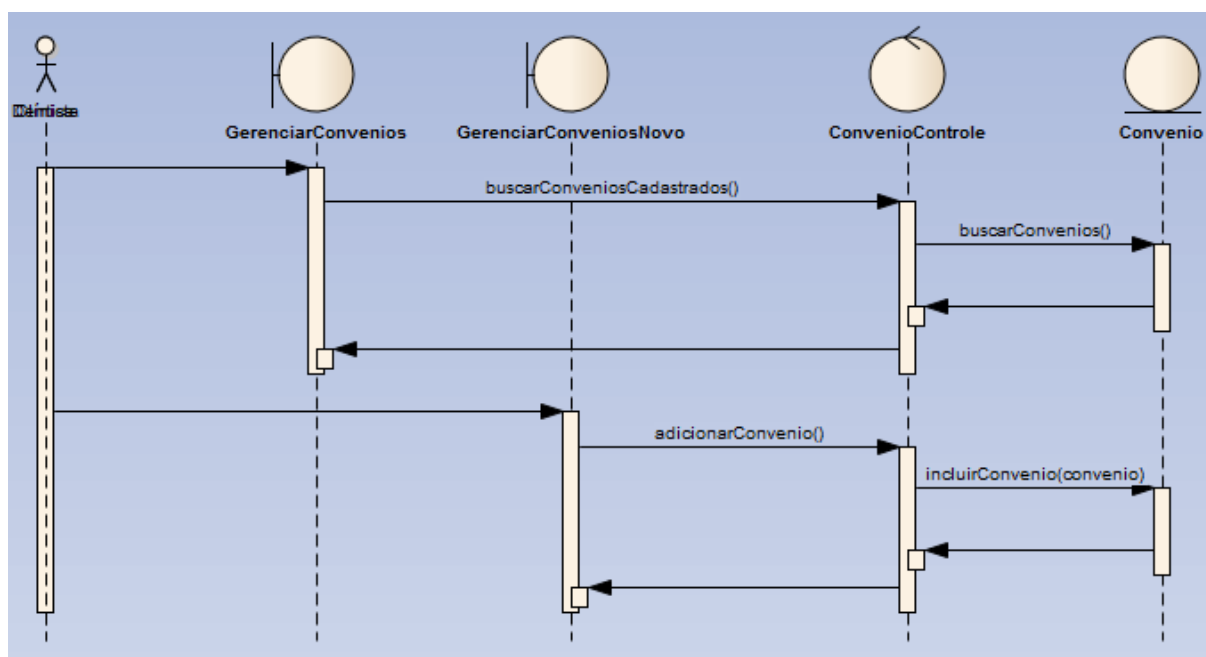 GerenciarConvenios
GerenciarConveniosNovo
ConvenioControle
Convenio
buscarConveniosCadastrados()
buscarConvenios()
adicionarConvenio()
incluirConvenio(convenio)